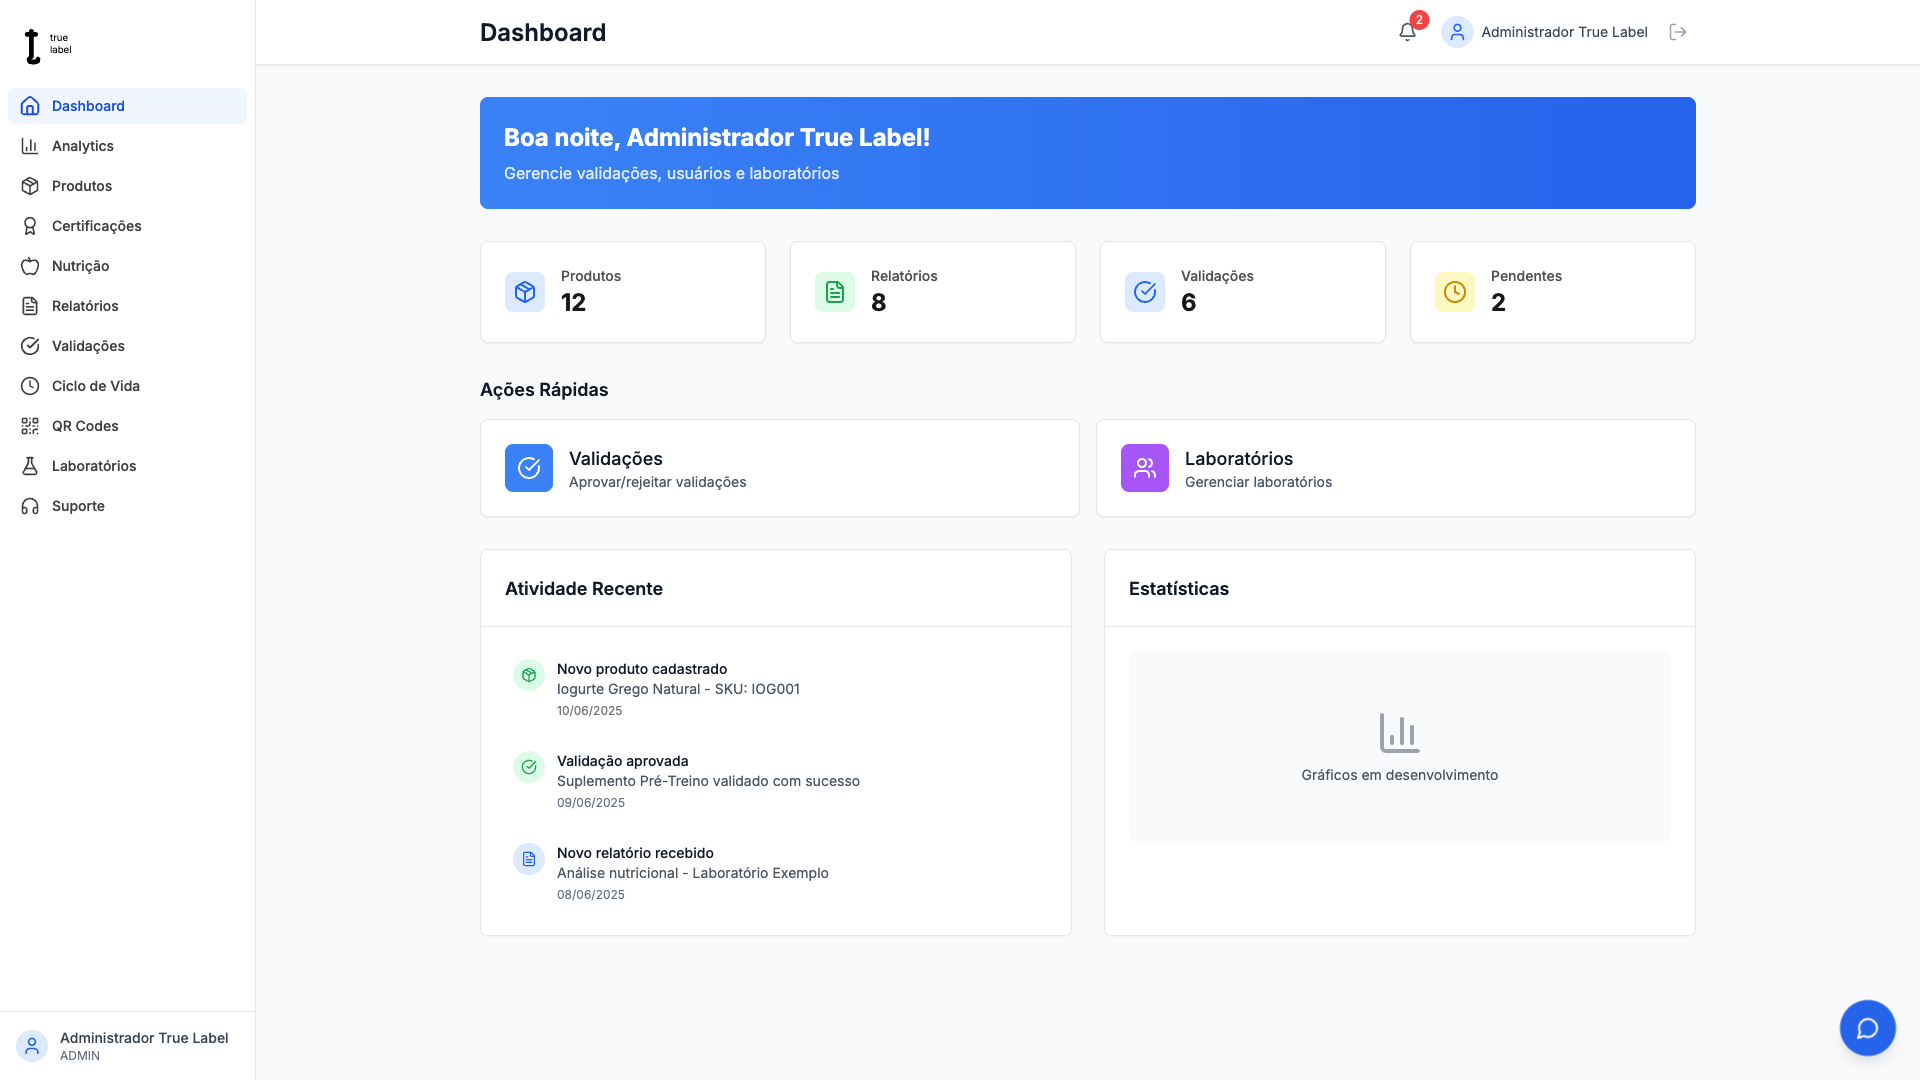 true
label
Dashboard
Analytics
Produtos
Certificações
Nutrição
Relatórios
Validações
Ciclo de Vida
QR Codes
Laboratórios
Suporte
Administrador True Label
ADMIN
Dashboard
2
Administrador True Label
Boa noite, Administrador True Label!
Gerencie validações, usuários e laboratórios
Produtos
12
Relatórios
8
Validações
6
Pendentes
2
Ações Rápidas
Validações
Aprovar/rejeitar validações
Laboratórios
Gerenciar laboratórios
Atividade Recente
Novo produto cadastrado
Iogurte Grego Natural - SKU: IOG001
10/06/2025
Validação aprovada
Suplemento Pré-Treino validado com sucesso
09/06/2025
Novo relatório recebido
Análise nutricional - Laboratório Exemplo
08/06/2025
Estatísticas
Gráficos em desenvolvimento